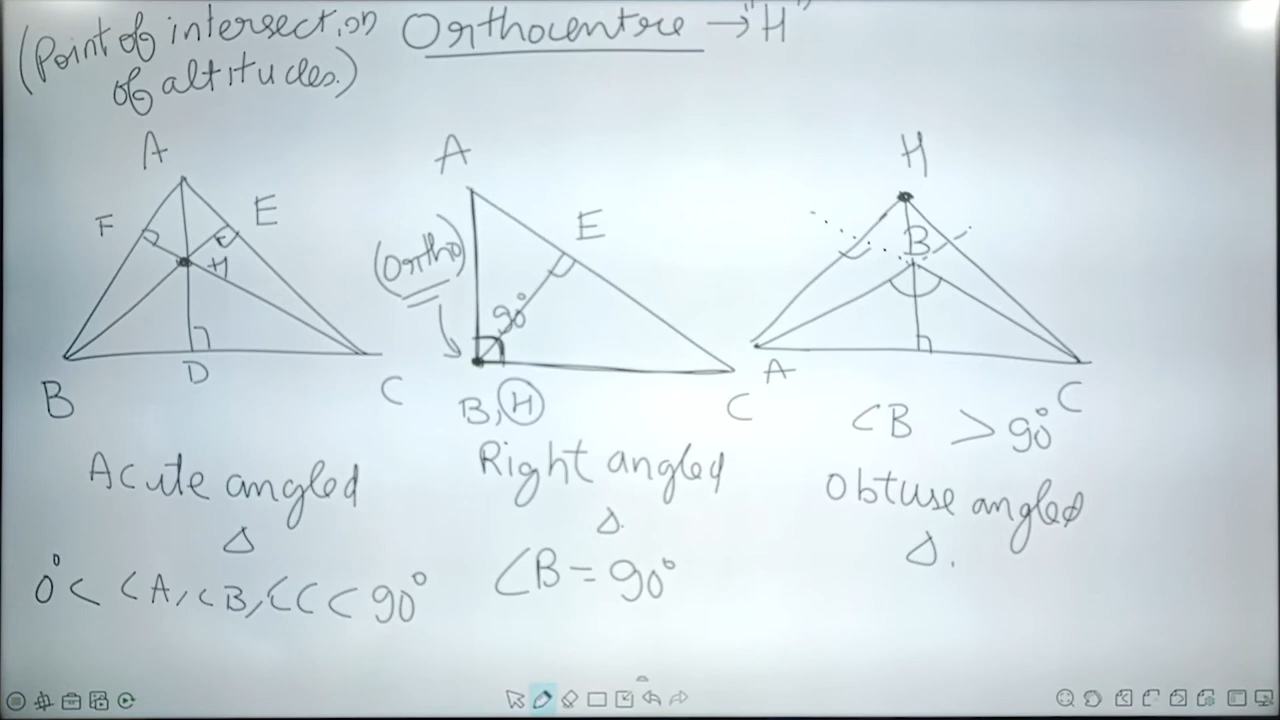 (Point of intersection Orthocentre → "H"
of altitudes.)
A
F
E
H
B
D
C
Acute angled
Δ
0° < <A, <B, <C < 90°
A
E
(Ortho)
90°
B, H
C
Right angled
Δ.
<B = 90°
H
B
A
C
<B > 90°
Obtuse angled
Δ.